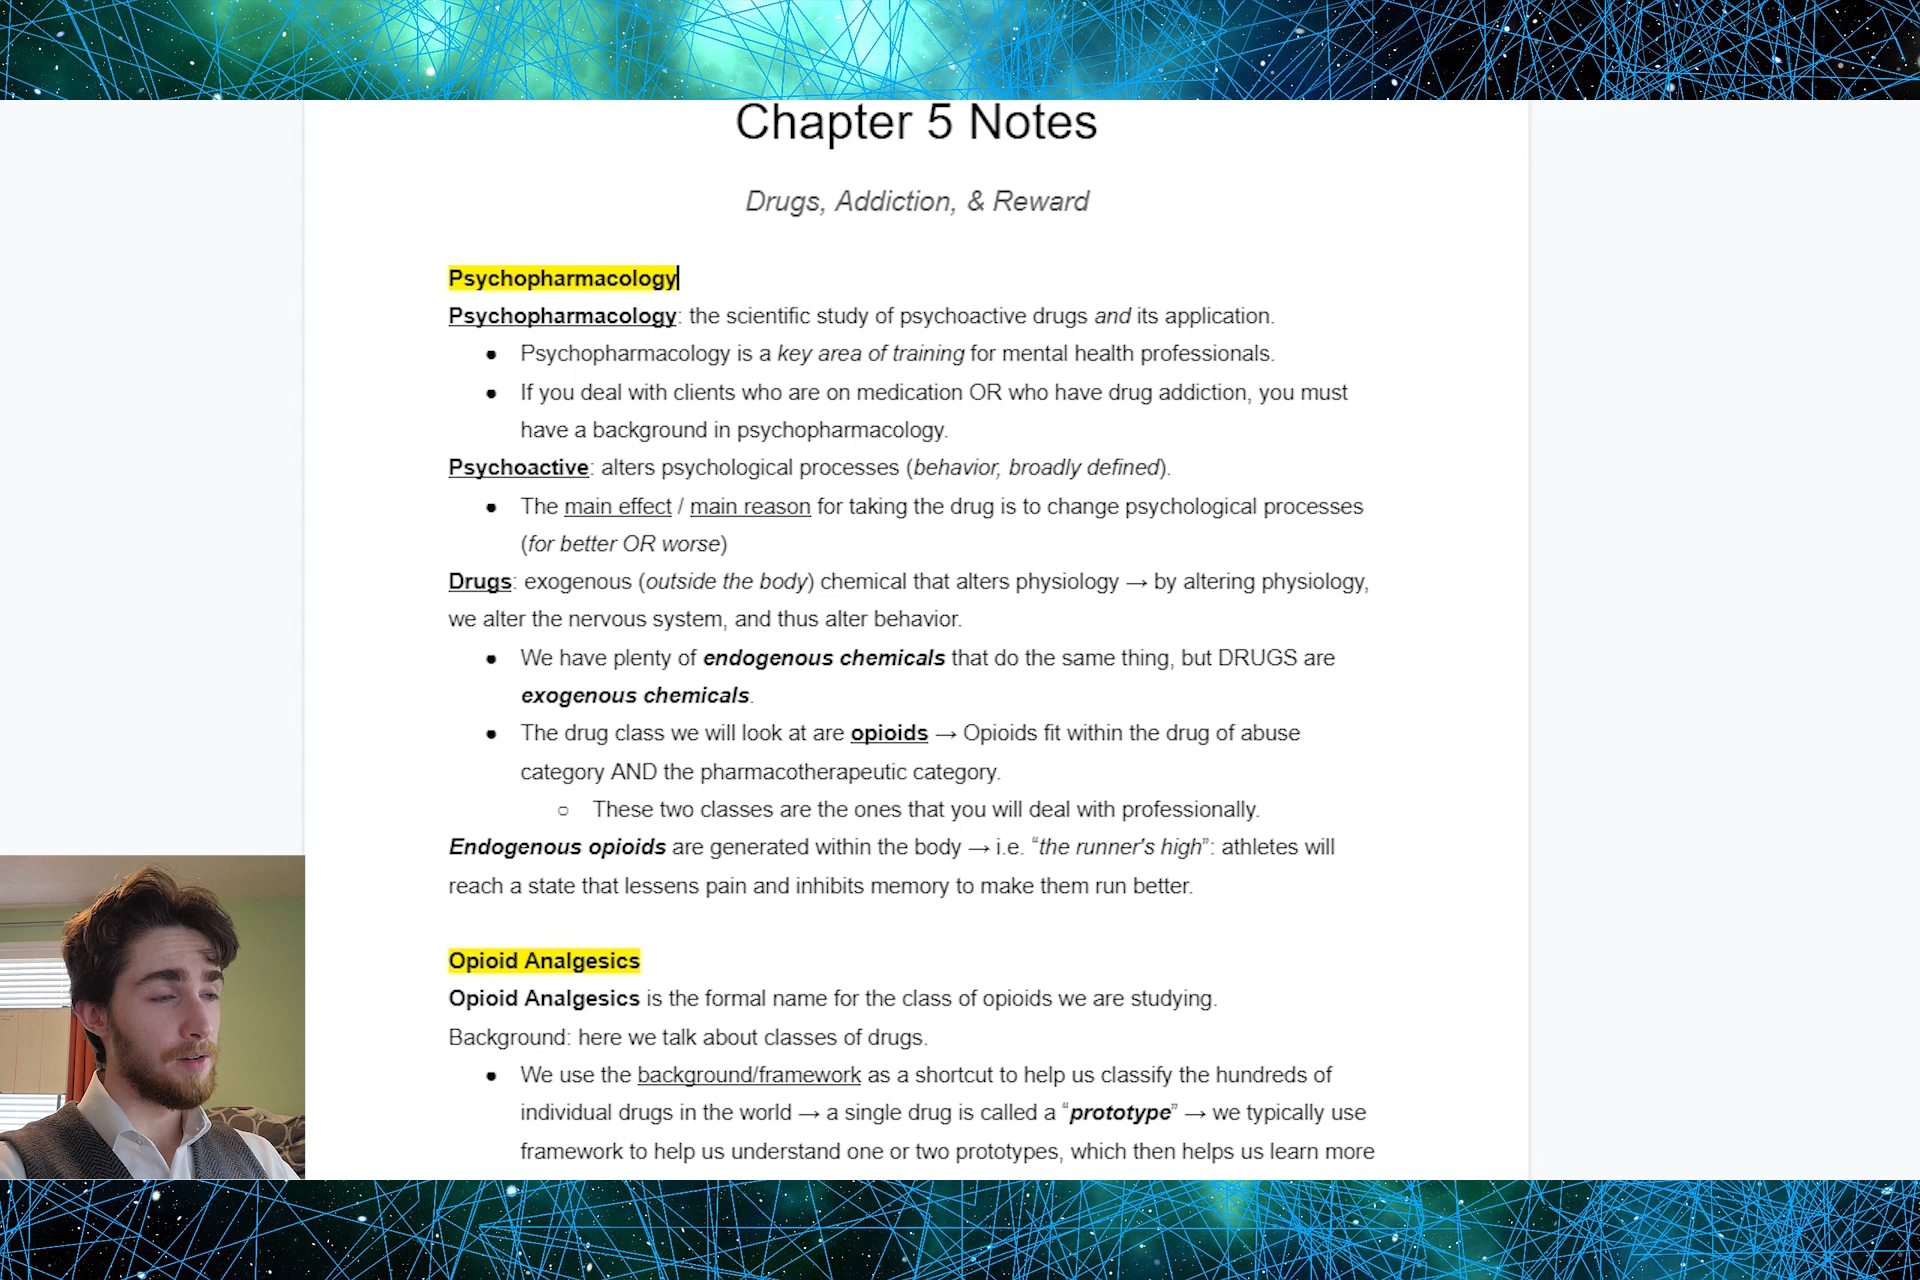 Chapter 5 Notes
Drugs, Addiction, & Reward
Psychopharmacology
Psychopharmacology: the scientific study of psychoactive drugs and its application.
● Psychopharmacology is a key area of training for mental health professionals.
● If you deal with clients who are on medication OR who have drug addiction, you must
have a background in psychopharmacology.
Psychoactive: alters psychological processes (behavior, broadly defined).
● The main effect / main reason for taking the drug is to change psychological processes
(for better OR worse)
Drugs: exogenous (outside the body) chemical that alters physiology → by altering physiology,
we alter the nervous system, and thus alter behavior.
● We have plenty of endogenous chemicals that do the same thing, but DRUGS are
exogenous chemicals.
● The drug class we will look at are opioids → Opioids fit within the drug of abuse
category AND the pharmacotherapeutic category.
○ These two classes are the ones that you will deal with professionally.
Endogenous opioids are generated within the body → i.e. “the runner's high”: athletes will
reach a state that lessens pain and inhibits memory to make them run better.
Opioid Analgesics
Opioid Analgesics is the formal name for the class of opioids we are studying.
Background: here we talk about classes of drugs.
● We use the background/framework as a shortcut to help us classify the hundreds of
individual drugs in the world → a single drug is called a “prototype” → we typically use
framework to help us understand one or two prototypes, which then helps us learn more